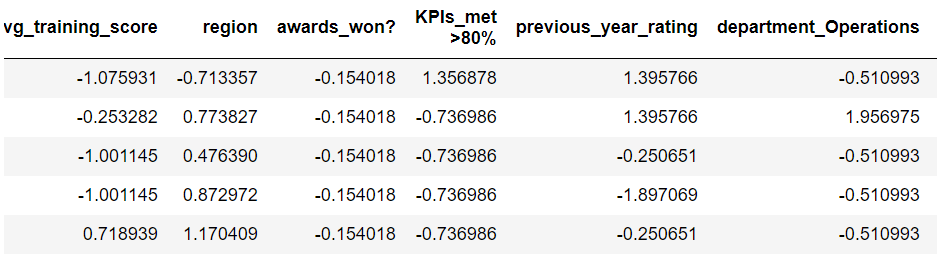 vg_training_score region awards_won? KPIs_met >80% previous_year_rating department_Operations
-1.075931 -0.713357 -0.154018 1.356878 1.395766 -0.510993
-0.253282 0.773827 -0.154018 -0.736986 1.395766 1.956975
-1.001145 0.476390 -0.154018 -0.736986 -0.250651 -0.510993
-1.001145 0.872972 -0.154018 -0.736986 -1.897069 -0.510993
0.718939 1.170409 -0.154018 -0.736986 -0.250651 -0.510993